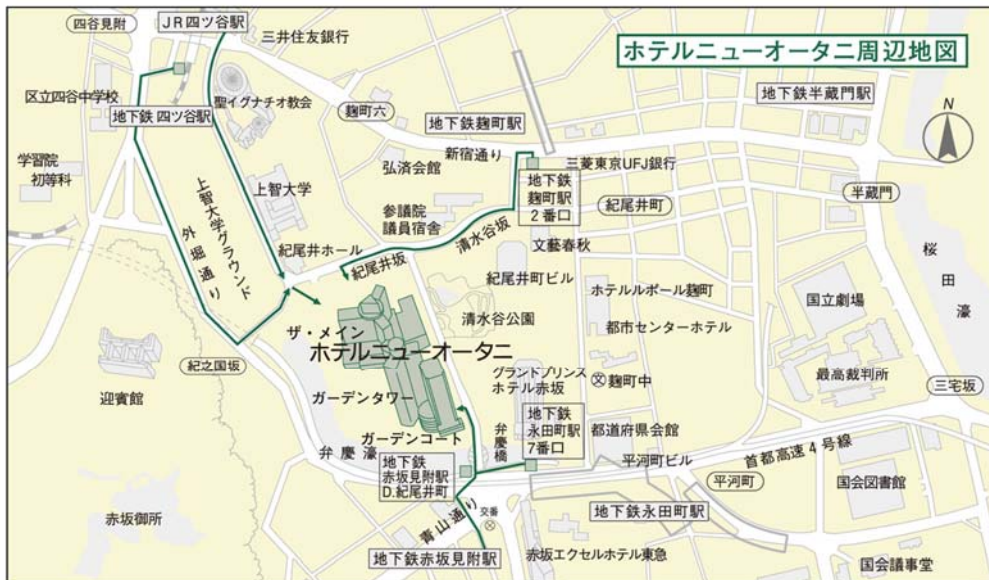 四谷見附
JR四ツ谷駅
三井住友銀行
ホテルニューオータニ周辺地図
区立四谷中学校
聖イグナチオ教会
地下鉄 四ツ谷駅
麹町六
地下鉄麹町駅
地下鉄半蔵門駅
N
学習院
初等科
上智大学
弘済会館
新宿通り
三菱東京UFJ銀行
地下鉄
麹町駅
2番口
紀尾井町
半蔵門
上智大学グラウンド
外堀通り
参議院
議員宿舎
清水谷坂
文藝春秋
桜田濠
紀尾井ホール
紀尾井坂
紀尾井町ビル
ホテルルポール麹町
国立劇場
清水谷公園
都市センターホテル
ザ・メイン
ホテルニューオータニ
紀之国坂
グランドプリンス
ホテル赤坂
麹町中
最高裁判所
三宅坂
迎賓館
ガーデンタワー
地下鉄
永田町駅
7番口
都道府県会館
ガーデンコート
弁慶橋
弁慶濠
地下鉄
赤坂見附駅
D.紀尾井町
平河町ビル
首都高速4号線
平河町
国会図書館
赤坂御所
青山通り
交番
地下鉄永田町駅
地下鉄赤坂見附駅
赤坂エクセルホテル東急
国会議事堂